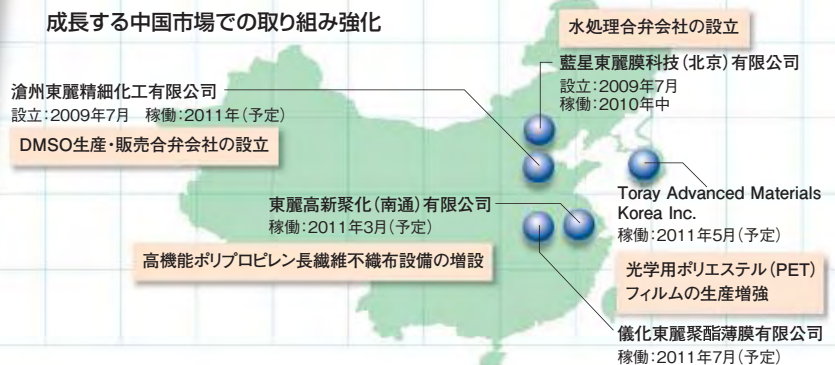 成長する中国市場での取り組み強化
水処理合弁会社の設立
藍星東麗膜科技(北京)有限公司
設立:2009年7月
稼働:2010年中
滄州東麗精細化工有限公司
設立:2009年7月　稼働:2011年(予定)
DMSO生産・販売合弁会社の設立
東麗高新聚化(南通)有限公司
稼働:2011年3月(予定)
高機能ポリプロピレン長繊維不織布設備の増設
Toray Advanced Materials
Korea Inc.
稼働:2011年5月(予定)
光学用ポリエステル(PET)
フィルムの生産増強
儀化東麗聚酯薄膜有限公司
稼働:2011年7月(予定)